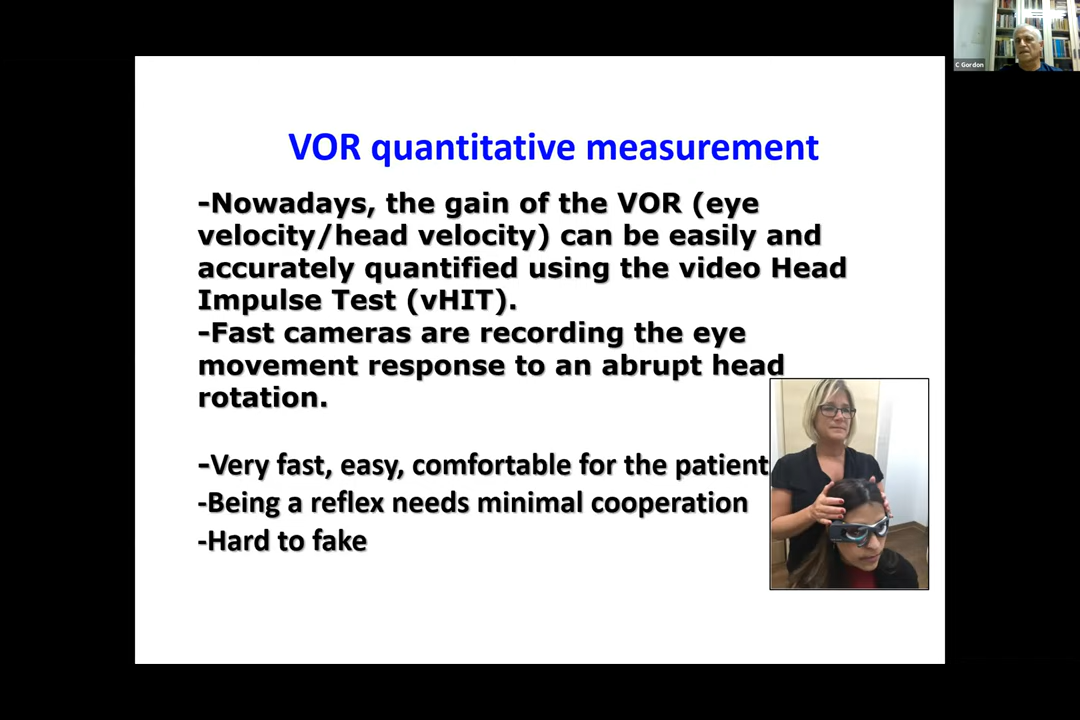 C Gordon
VOR quantitative measurement
-Nowadays, the gain of the VOR (eye
velocity/head velocity) can be easily and
accurately quantified using the video Head
Impulse Test (vHIT).
-Fast cameras are recording the eye
movement response to an abrupt head
rotation.
-Very fast, easy, comfortable for the patient
-Being a reflex needs minimal cooperation
-Hard to fake